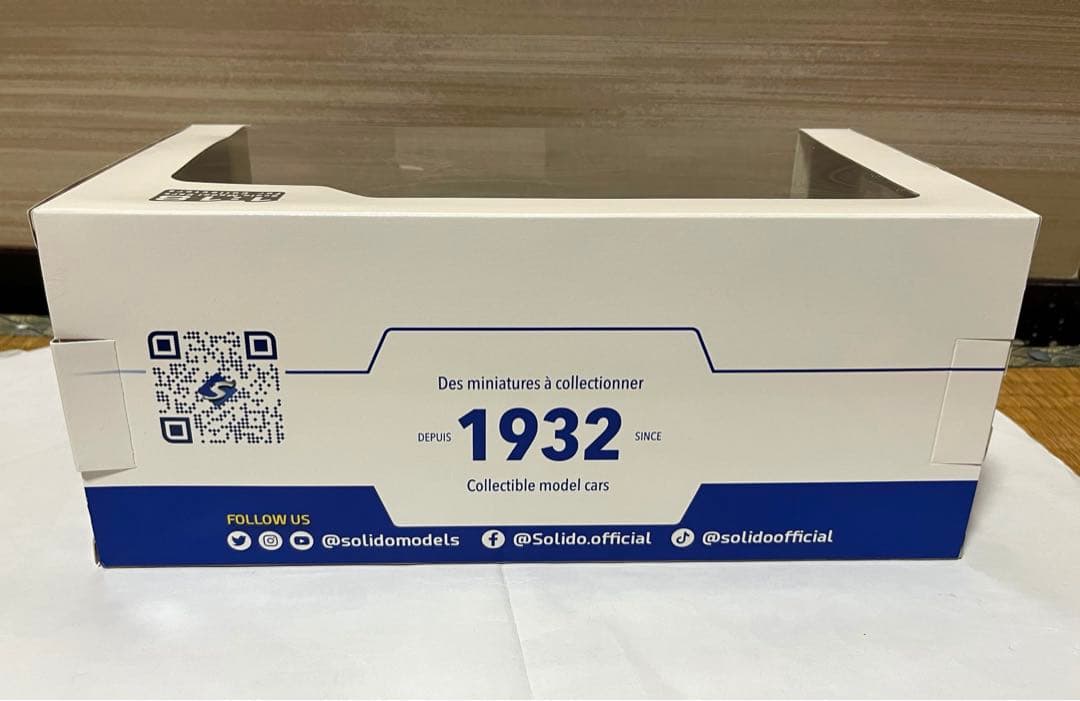 Des miniatures à collectionner
DEPUIS 1932 SINCE
Collectible model cars
FOLLOW US
@solidomodels @Solido.official @solidoofficial